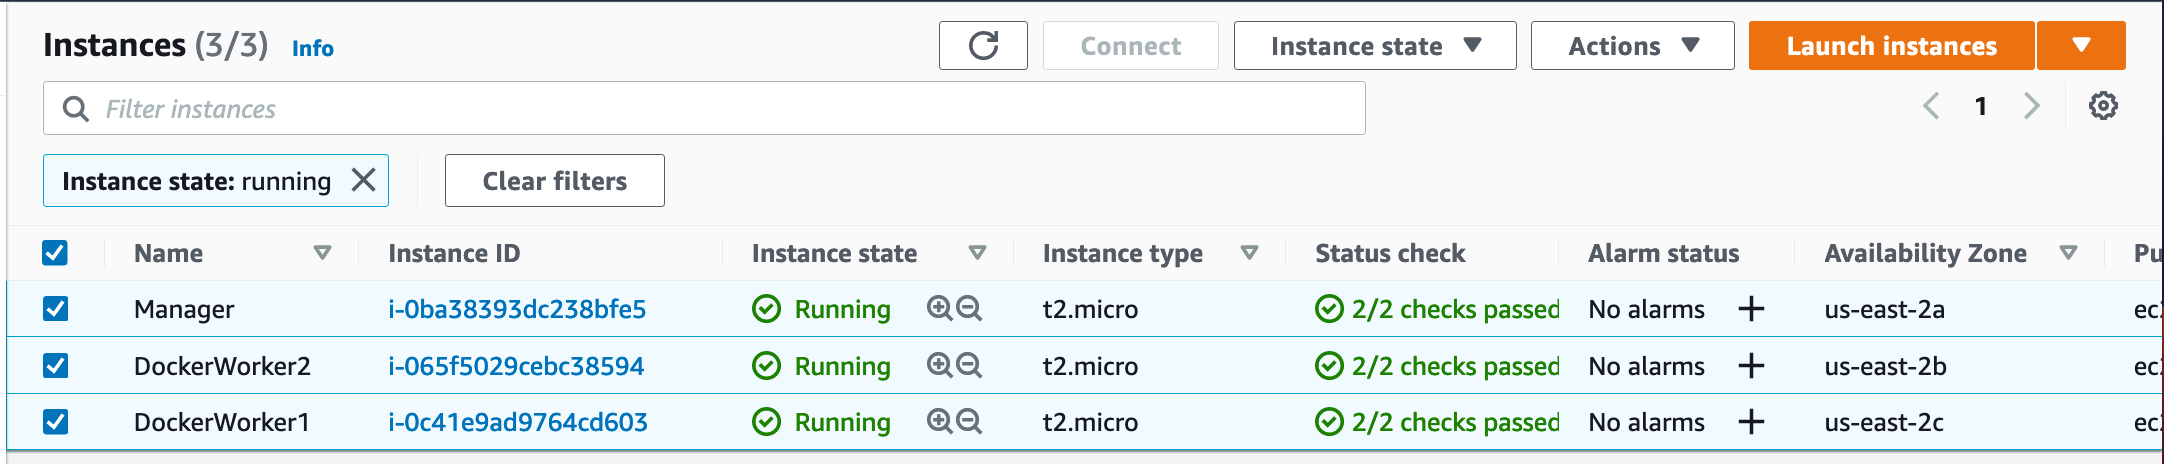 Instances (3/3) Info Connect Instance state Actions Launch instances
Filter instances 1
Instance state: running Clear filters
Name Instance ID Instance state Instance type Status check Alarm status Availability Zone Pu
Manager i-0ba38393dc238bfe5 Running t2.micro 2/2 checks passed No alarms us-east-2a ec2
DockerWorker2 i-065f5029cebc38594 Running t2.micro 2/2 checks passed No alarms us-east-2b ec2
DockerWorker1 i-0c41e9ad9764cd603 Running t2.micro 2/2 checks passed No alarms us-east-2c ec2